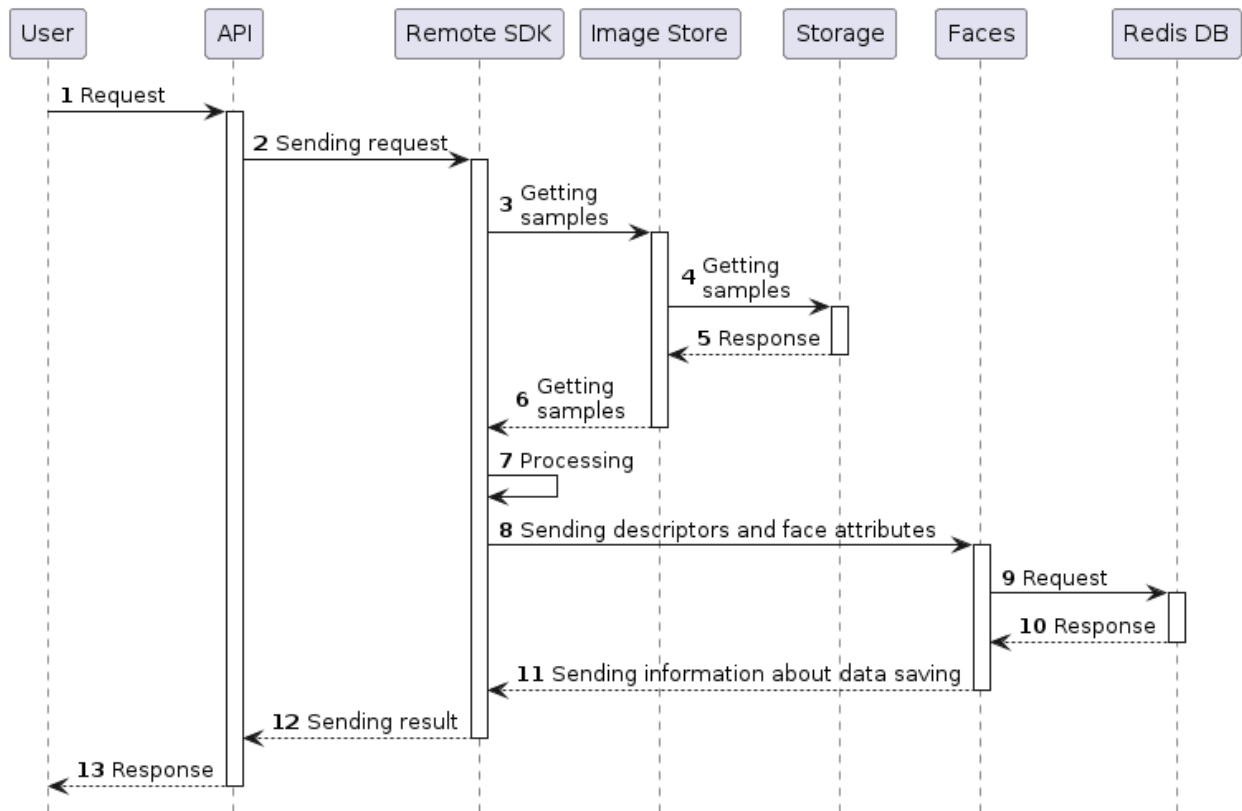 User API Remote SDK Image Store Storage Faces Redis DB
1 Request
2 Sending request
3 Getting
samples
4 Getting
samples
5 Response
6 Getting
samples
7 Processing
8 Sending descriptors and face attributes
9 Request
10 Response
11 Sending information about data saving
12 Sending result
13 Response